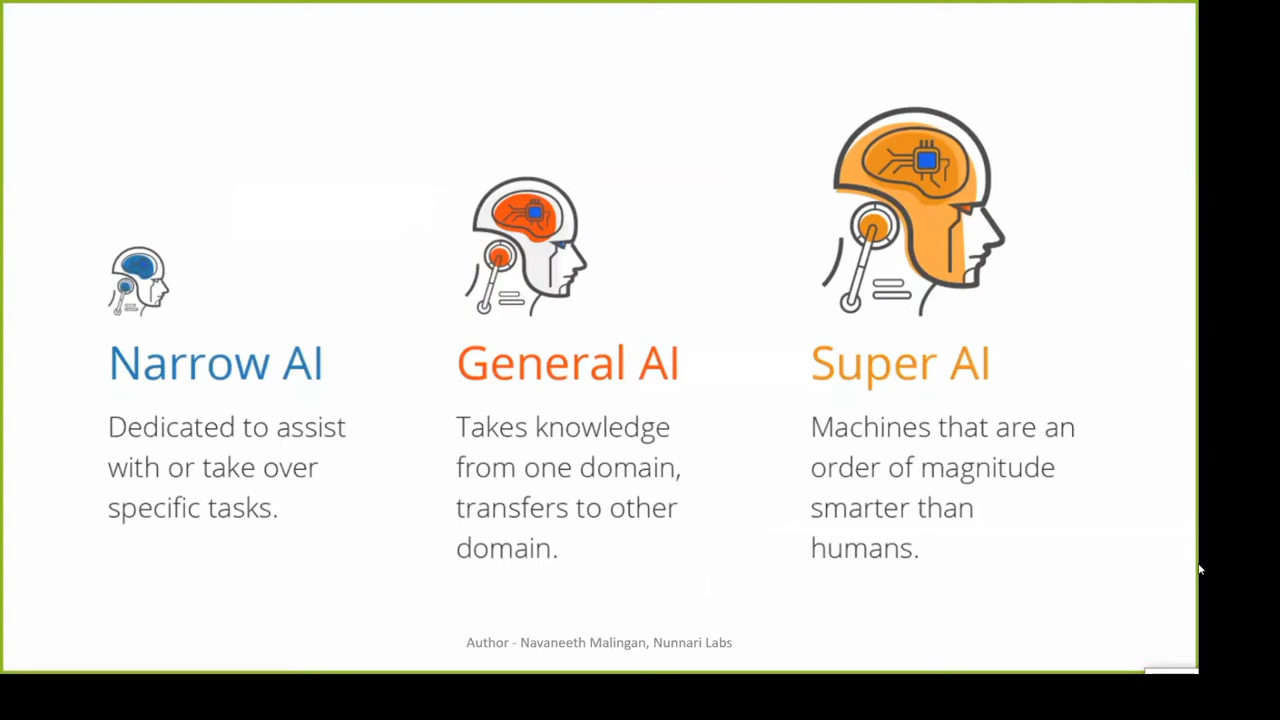 Narrow AI
Dedicated to assist
with or take over
specific tasks.
General AI
Takes knowledge
from one domain,
transfers to other
domain.
Super AI
Machines that are an
order of magnitude
smarter than
humans.
Author - Navaneeth Malingan, Nunnari Labs